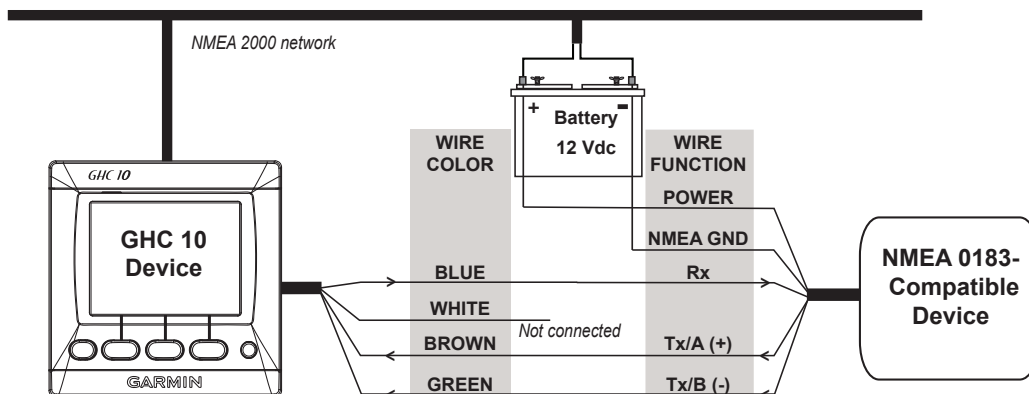 NMEA 2000 network
+ Battery -
12 Vdc
WIRE
COLOR
WIRE
FUNCTION
GHC 10
POWER
GHC 10
Device
NMEA GND
NMEA 0183-
Compatible
Device
BLUE
Rx
WHITE
Not connected
BROWN
Tx/A (+)
GARMIN
GREEN
Tx/B (-)